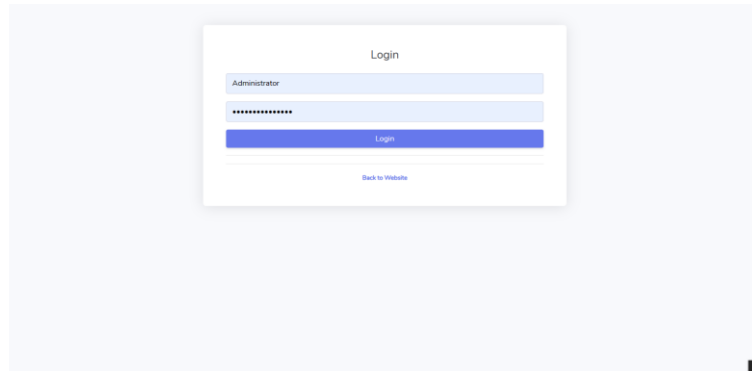 Login
Administrator
•••••••••••••••
Login
Back to Website